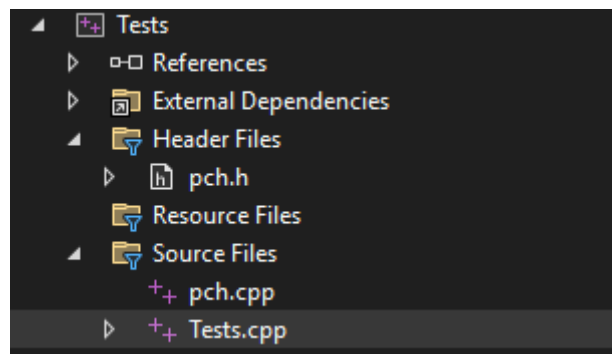 Tests
References
External Dependencies
Header Files
pch.h
Resource Files
Source Files
pch.cpp
Tests.cpp